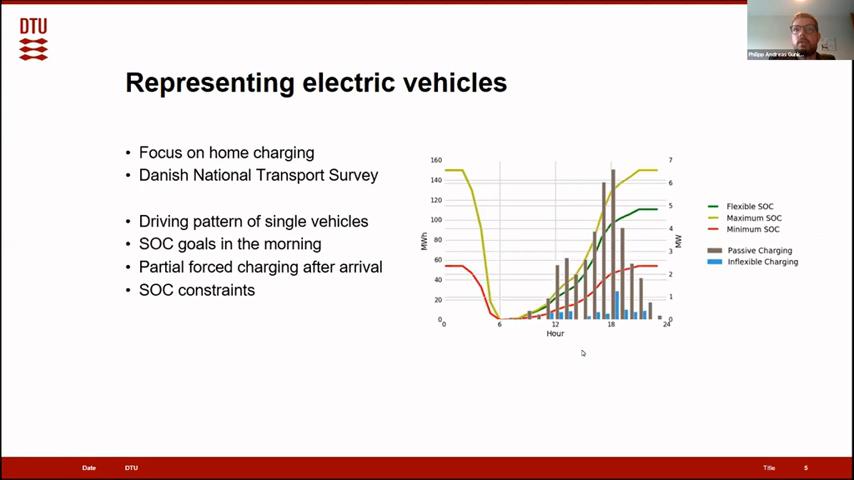 DTU
Philipp Andreas Gunk...
Representing electric vehicles
• Focus on home charging
• Danish National Transport Survey
• Driving pattern of single vehicles
• SOC goals in the morning
• Partial forced charging after arrival
• SOC constraints
160
140
120
100
80
60
40
20
0
MWh
7
6
5
4
3
2
1
0
MW
0 6 12 18 24
Hour
Flexible SOC
Maximum SOC
Minimum SOC
Passive Charging
Inflexible Charging
Date DTU Title 5